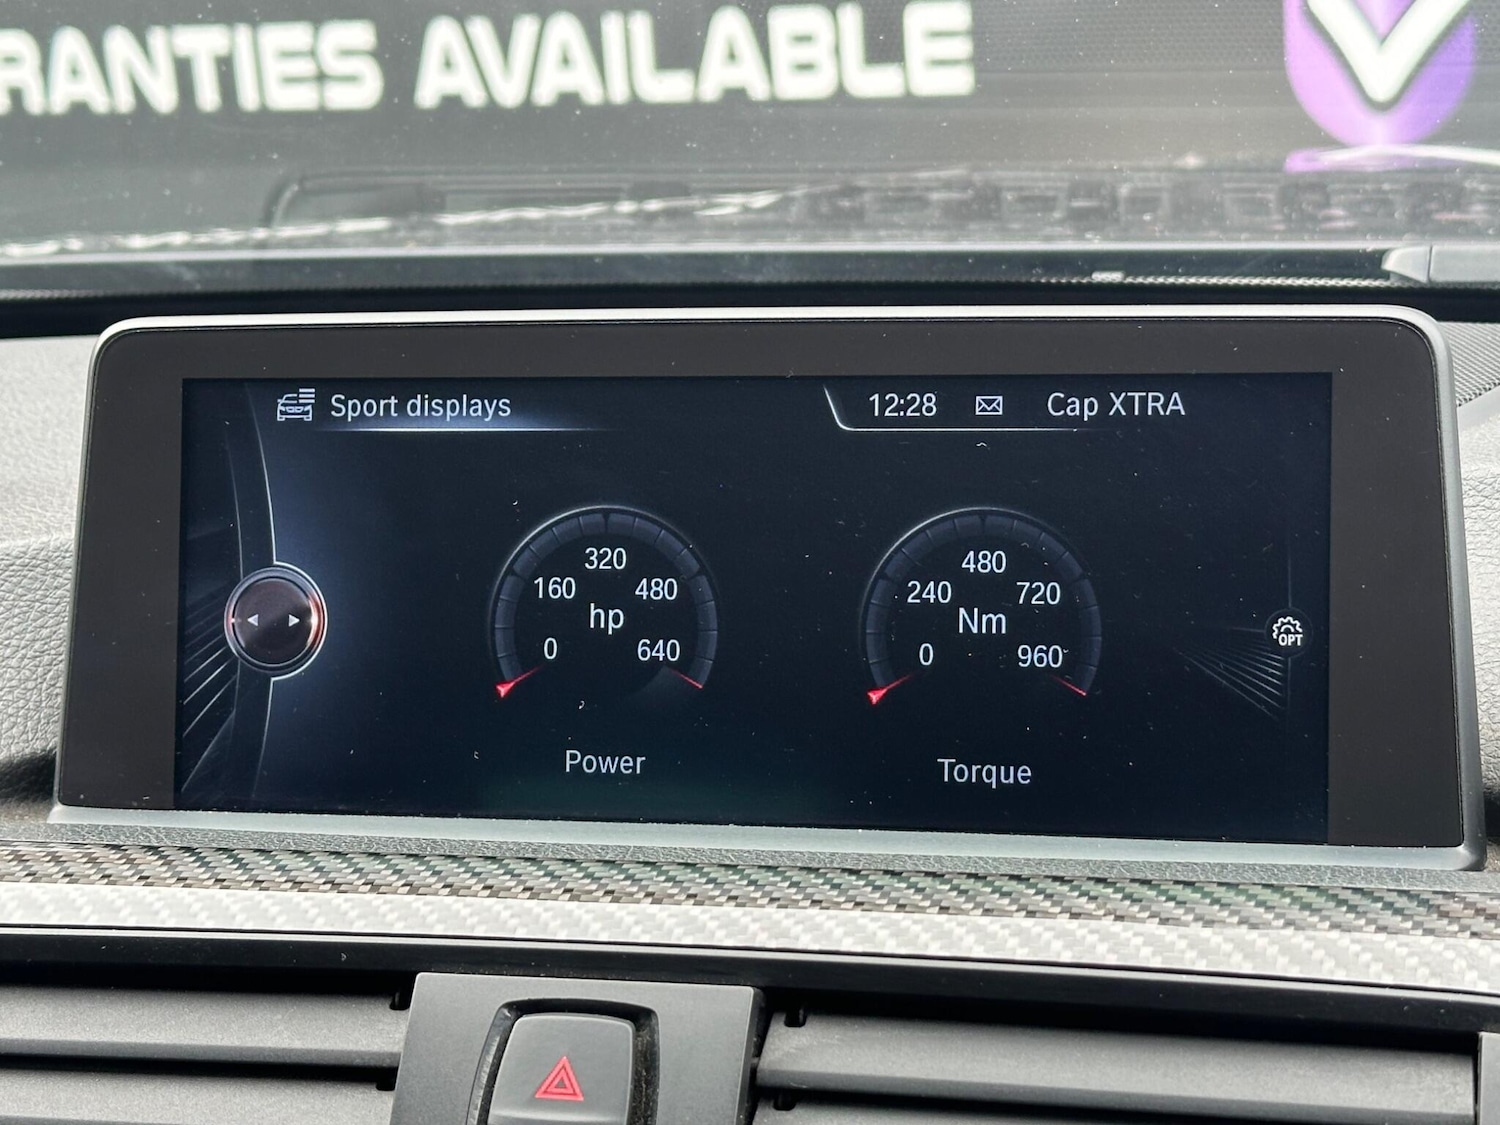 RANTIES AVAILABLE
Sport displays
12:28 Cap XTRA
320
160 480
hp
0 640
Power
480
240 720
Nm
0 960
Torque
OPT